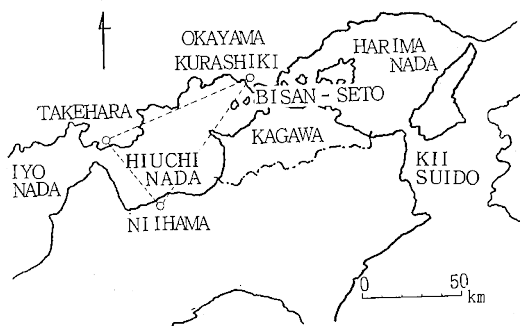 OKAYAMA
KURASHIKI
HARIMA
NADA
BISAN-SETO
TAKEHARA
KAGAWA
HIUCHI
NADA
IYO
NADA
KII
SUIDO
NIIHAMA
0 50
km